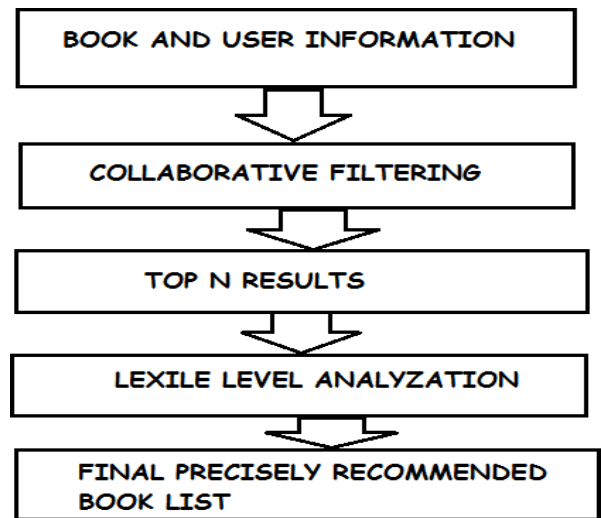 BOOK AND USER INFORMATION
COLLABORATIVE FILTERING
TOP N RESULTS
LEXILE LEVEL ANALYZATION
FINAL PRECISELY RECOMMENDED
BOOK LIST